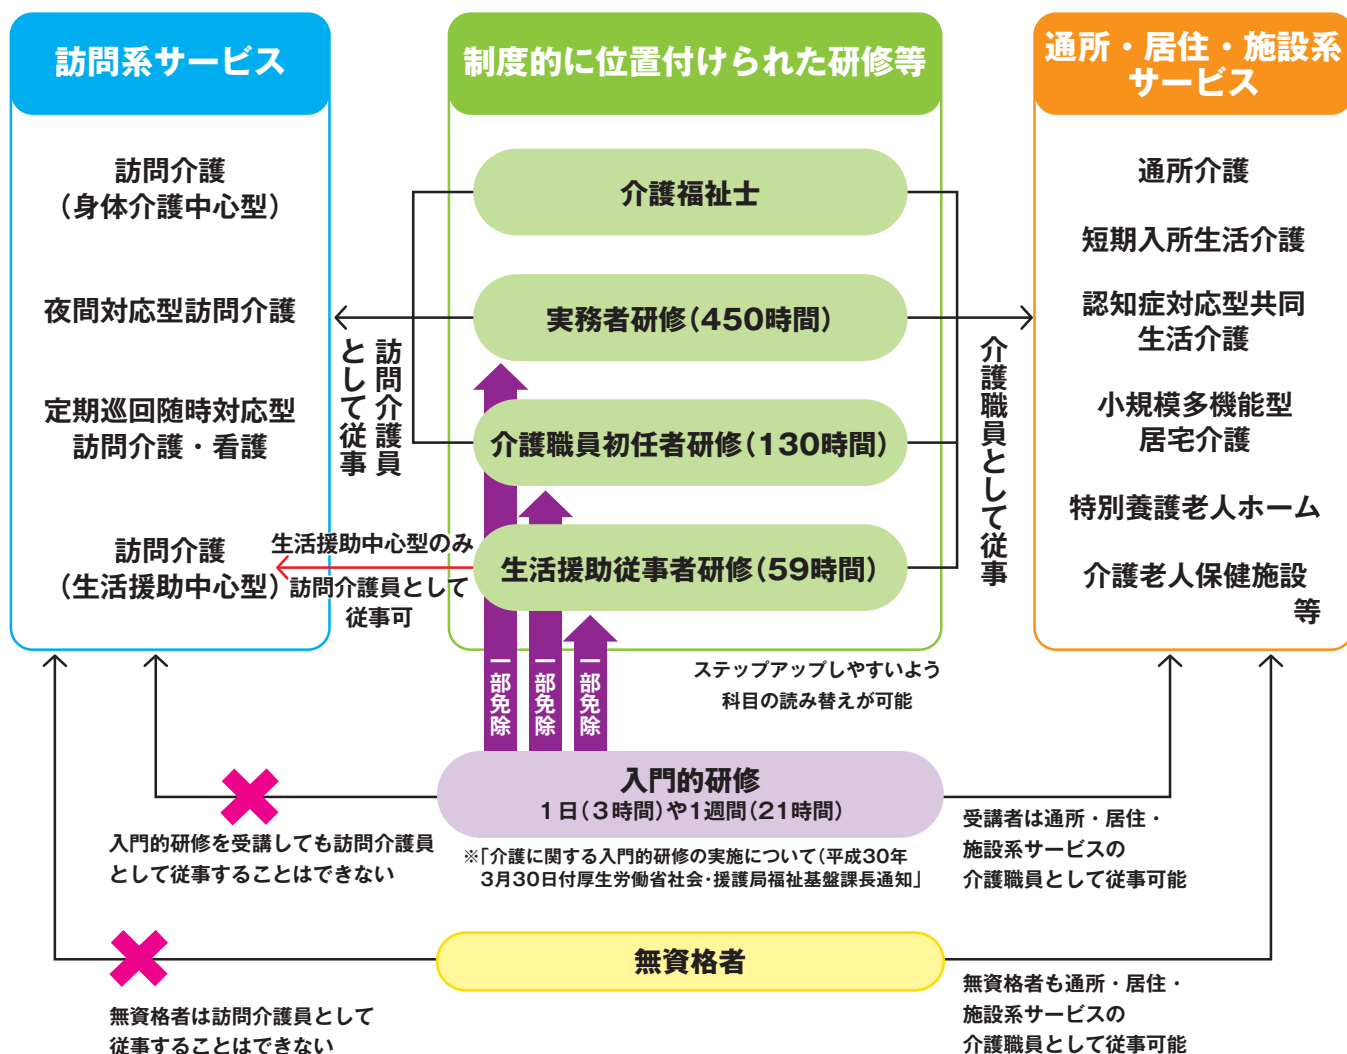 訪問系サービス
訪問介護
（身体介護中心型）
夜間対応型訪問介護
定期巡回随時対応型
訪問介護・看護
訪問介護
（生活援助中心型）
訪問介護員
として従事
生活援助中心型のみ
訪問介護員として
従事可
制度的に位置付けられた研修等
介護福祉士
実務者研修（450時間）
介護職員初任者研修（130時間）
生活援助従事者研修（59時間）
一部免除
一部免除
一部免除
ステップアップしやすいよう
科目の読み替えが可能
介護職員として従事
通所・居住・施設系
サービス
通所介護
短期入所生活介護
認知症対応型共同
生活介護
小規模多機能型
居宅介護
特別養護老人ホーム
介護老人保健施設
等
入門的研修
1日（3時間）や1週間（21時間）
※「介護に関する入門的研修の実施について（平成30年
3月30日付厚生労働省社会・援護局福祉基盤課長通知」
入門的研修を受講しても訪問介護員
として従事することはできない
受講者は通所・居住・
施設系サービスの
介護職員として従事可能
無資格者
無資格者は訪問介護員として
従事することはできない
無資格者も通所・居住・
施設系サービスの
介護職員として従事可能